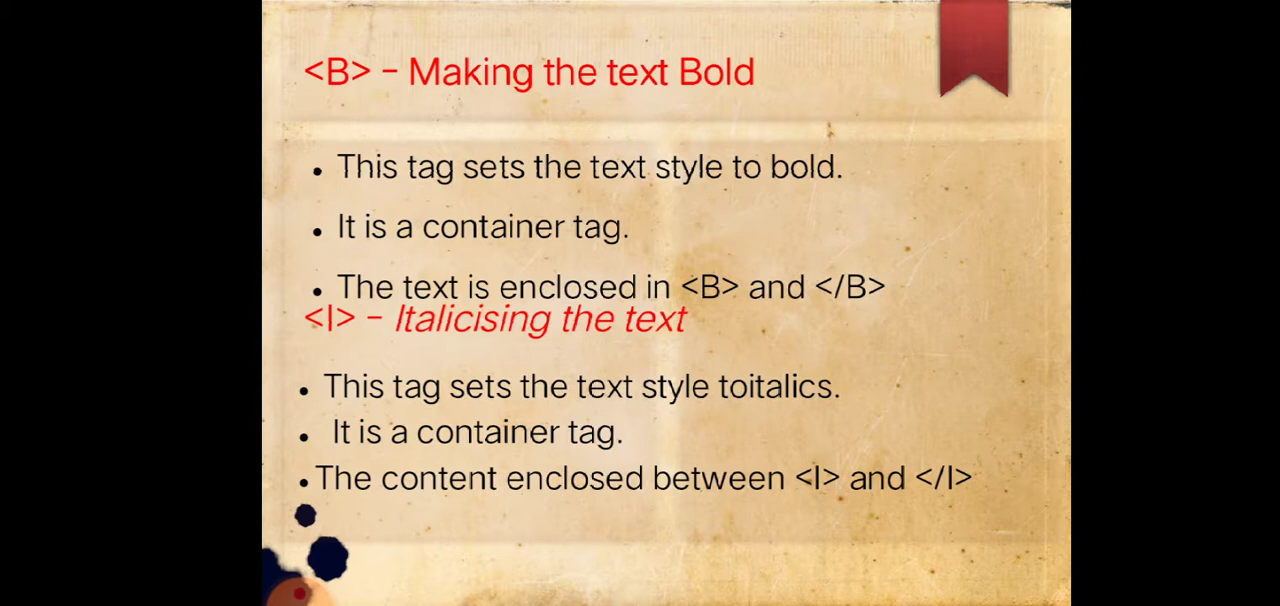 <B> - Making the text Bold
• This tag sets the text style to bold.
• It is a container tag.
• The text is enclosed in <B> and </B>
<I> - Italicising the text
• This tag sets the text style toitalics.
• It is a container tag.
• The content enclosed between <I> and </I>